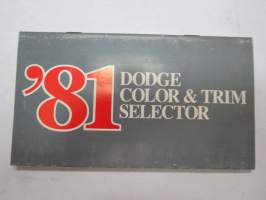 '81 DODGE
COLOR & TRIM
SELECTOR